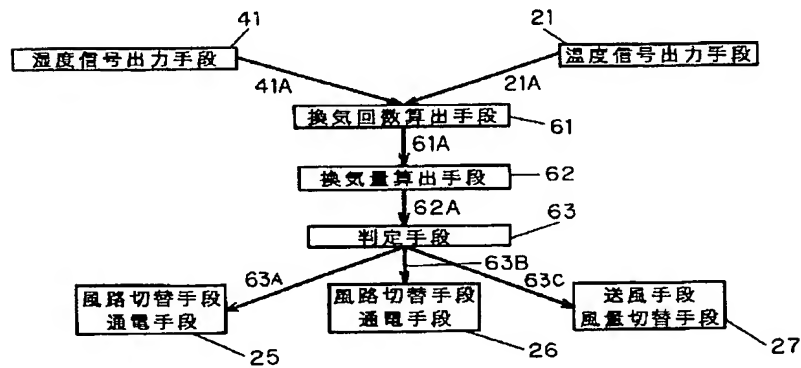 41
21
湿度信号出力手段
温度信号出力手段
41A
21A
換気回数算出手段
61
61A
換気量算出手段
62
62A
63
判定手段
63A
63B
63C
風路切替手段
通電手段
風路切替手段
通電手段
送風手段
風量切替手段
25
26
27